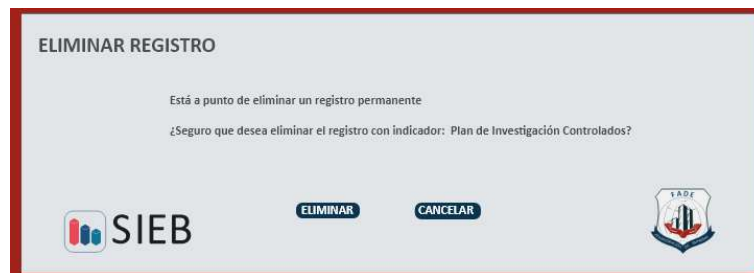 ELIMINAR REGISTRO
Está a punto de eliminar un registro permanente
¿Seguro que desea eliminar el registro con indicador: Plan de Investigación Controlados?
ELIMINAR
CANCELAR
SIEB
FADE